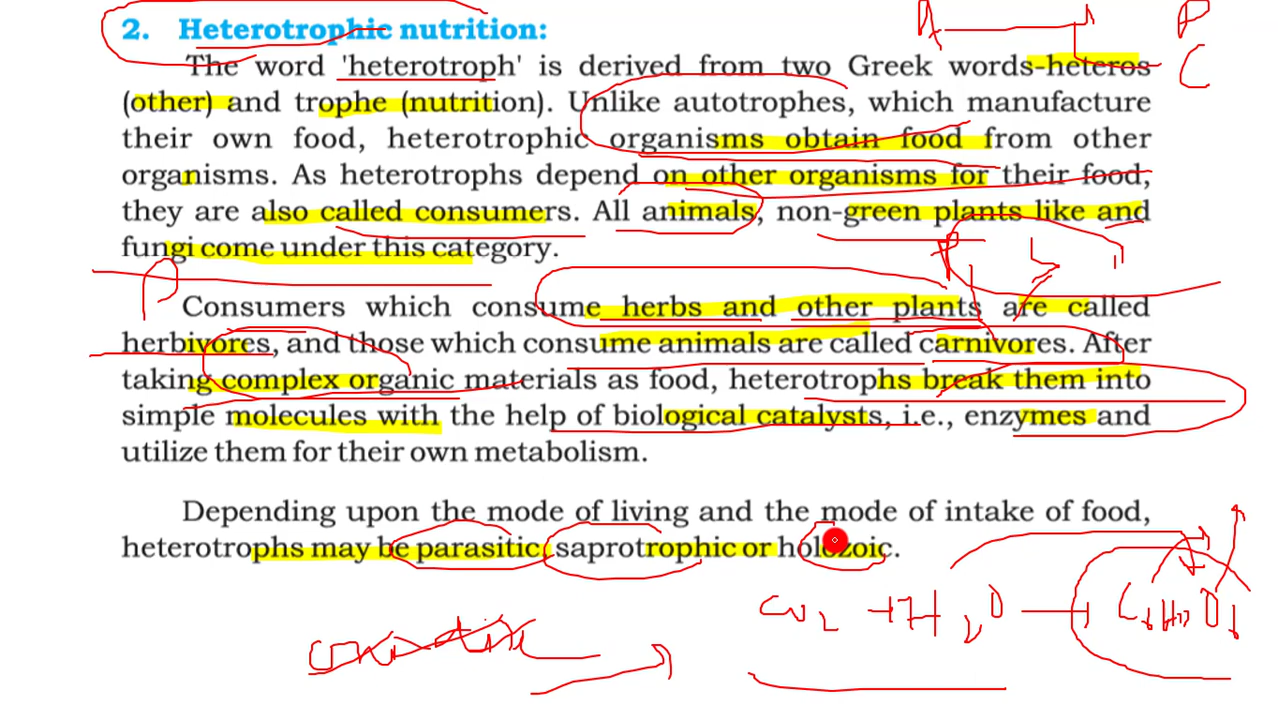 2. Heterotrophic nutrition:
The word 'heterotroph' is derived from two Greek words-heteros
(other) and trophe (nutrition). Unlike autotrophes, which manufacture
their own food, heterotrophic organisms obtain food from other
organisms. As heterotrophs depend on other organisms for their food,
they are also called consumers. All animals, non-green plants like and
fungi come under this category.
Consumers which consume herbs and other plants are called
herbivores, and those which consume animals are called carnivores. After
taking complex organic materials as food, heterotrophs break them into
simple molecules with the help of biological catalysts, i.e., enzymes and
utilize them for their own metabolism.
Depending upon the mode of living and the mode of intake of food,
heterotrophs may be parasitic, saprotrophic or holozoic.